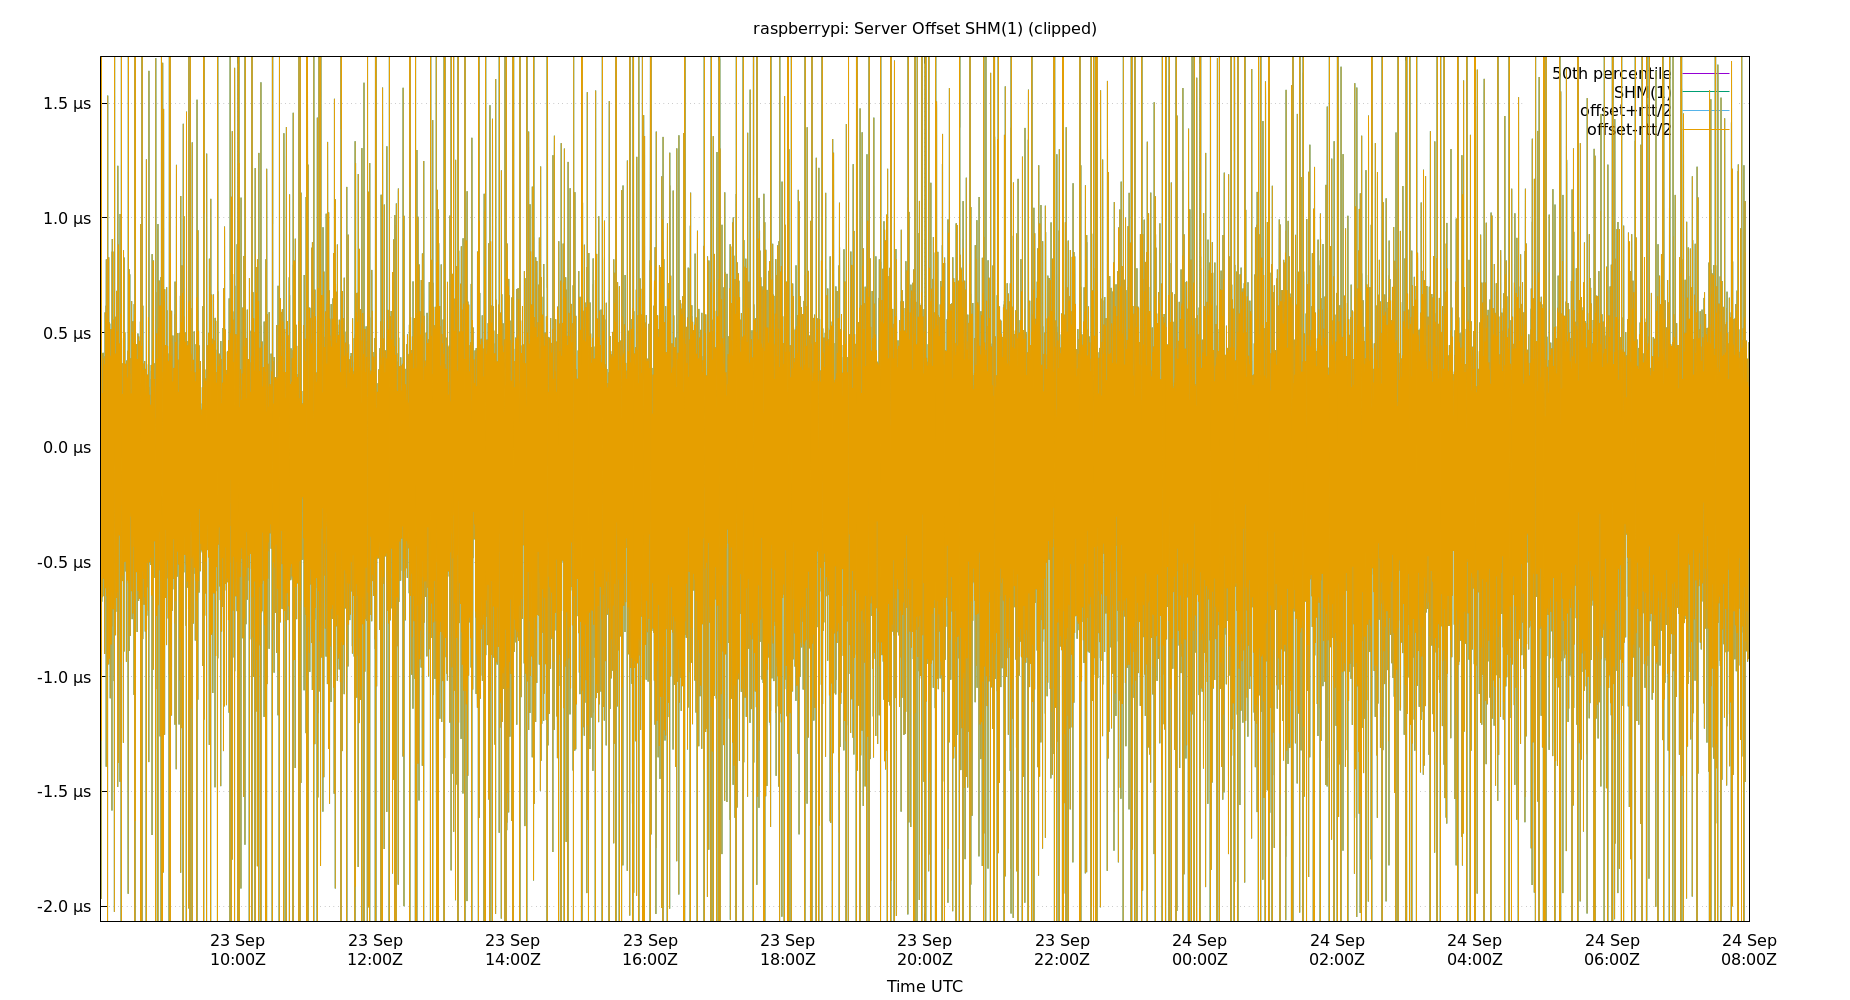 raspberrypi: Server Offset SHM(1) (clipped)
50th percentile
SHM(1)
offset+rtt/2
offset-rtt/2
1.5 µs
1.0 µs
0.5 µs
0.0 µs
-0.5 µs
-1.0 µs
-1.5 µs
-2.0 µs
23 Sep 23 Sep 23 Sep 23 Sep 23 Sep 23 Sep 23 Sep 24 Sep 24 Sep 24 Sep 24 Sep 24 Sep
10:00Z 12:00Z 14:00Z 16:00Z 18:00Z 20:00Z 22:00Z 00:00Z 02:00Z 04:00Z 06:00Z 08:00Z
Time UTC